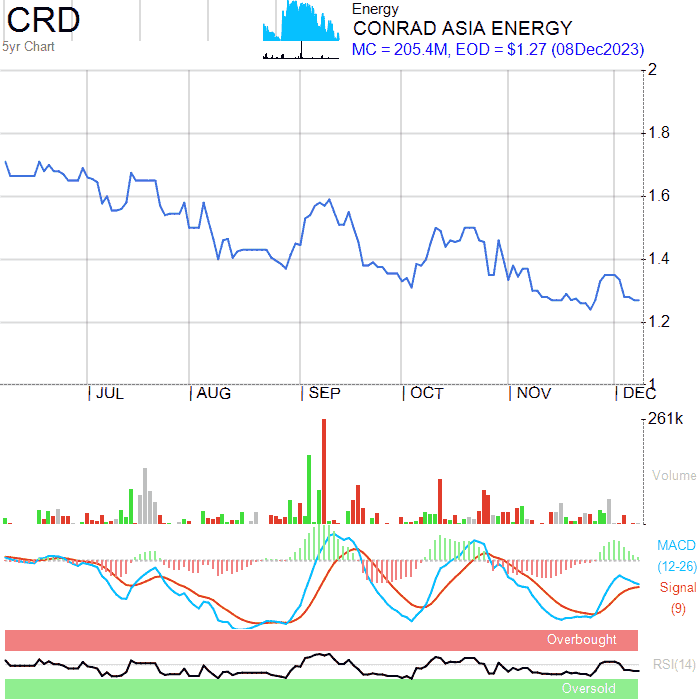 CRD
5yr Chart
Energy
CONRAD ASIA ENERGY
MC = 205.4M, EOD = $1.27 (08Dec2023)
2
1.8
1.6
1.4
1.2
1
JUL AUG SEP OCT NOV DEC
261k
Volume
MACD
(12-26)
Signal
(9)
Overbought
RSI(14)
Oversold